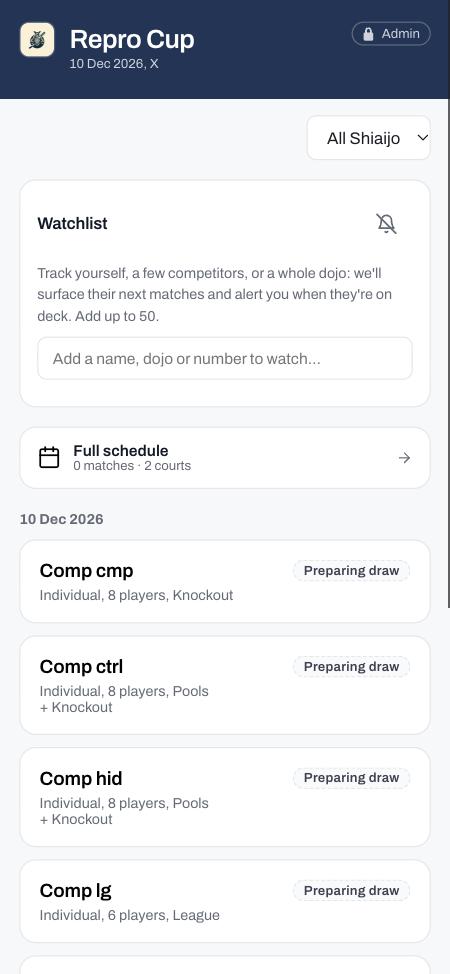 Repro Cup
Admin
10 Dec 2026, X
All Shiaijo
Watchlist
Track yourself, a few competitors, or a whole dojo: we'll
surface their next matches and alert you when they're on
deck. Add up to 50.
Add a name, dojo or number to watch...
Full schedule
0 matches · 2 courts
10 Dec 2026
Comp cmp
Preparing draw
Individual, 8 players, Knockout
Comp ctrl
Preparing draw
Individual, 8 players, Pools
+ Knockout
Comp hid
Preparing draw
Individual, 8 players, Pools
+ Knockout
Comp lg
Preparing draw
Individual, 6 players, League